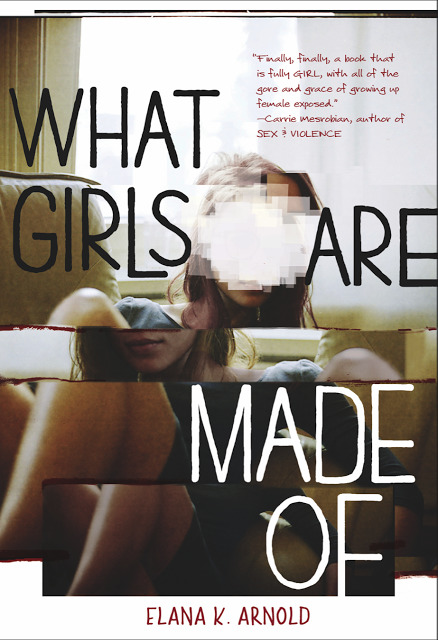 "Finally, finally, a book that
is fully GIRL, with all of the
gore and grace of growing up
female exposed."
—Carrie Mesrobian, author of
SEX & VIOLENCE
WHAT
GIRLS ARE
MADE
OF
ELANA K. ARNOLD